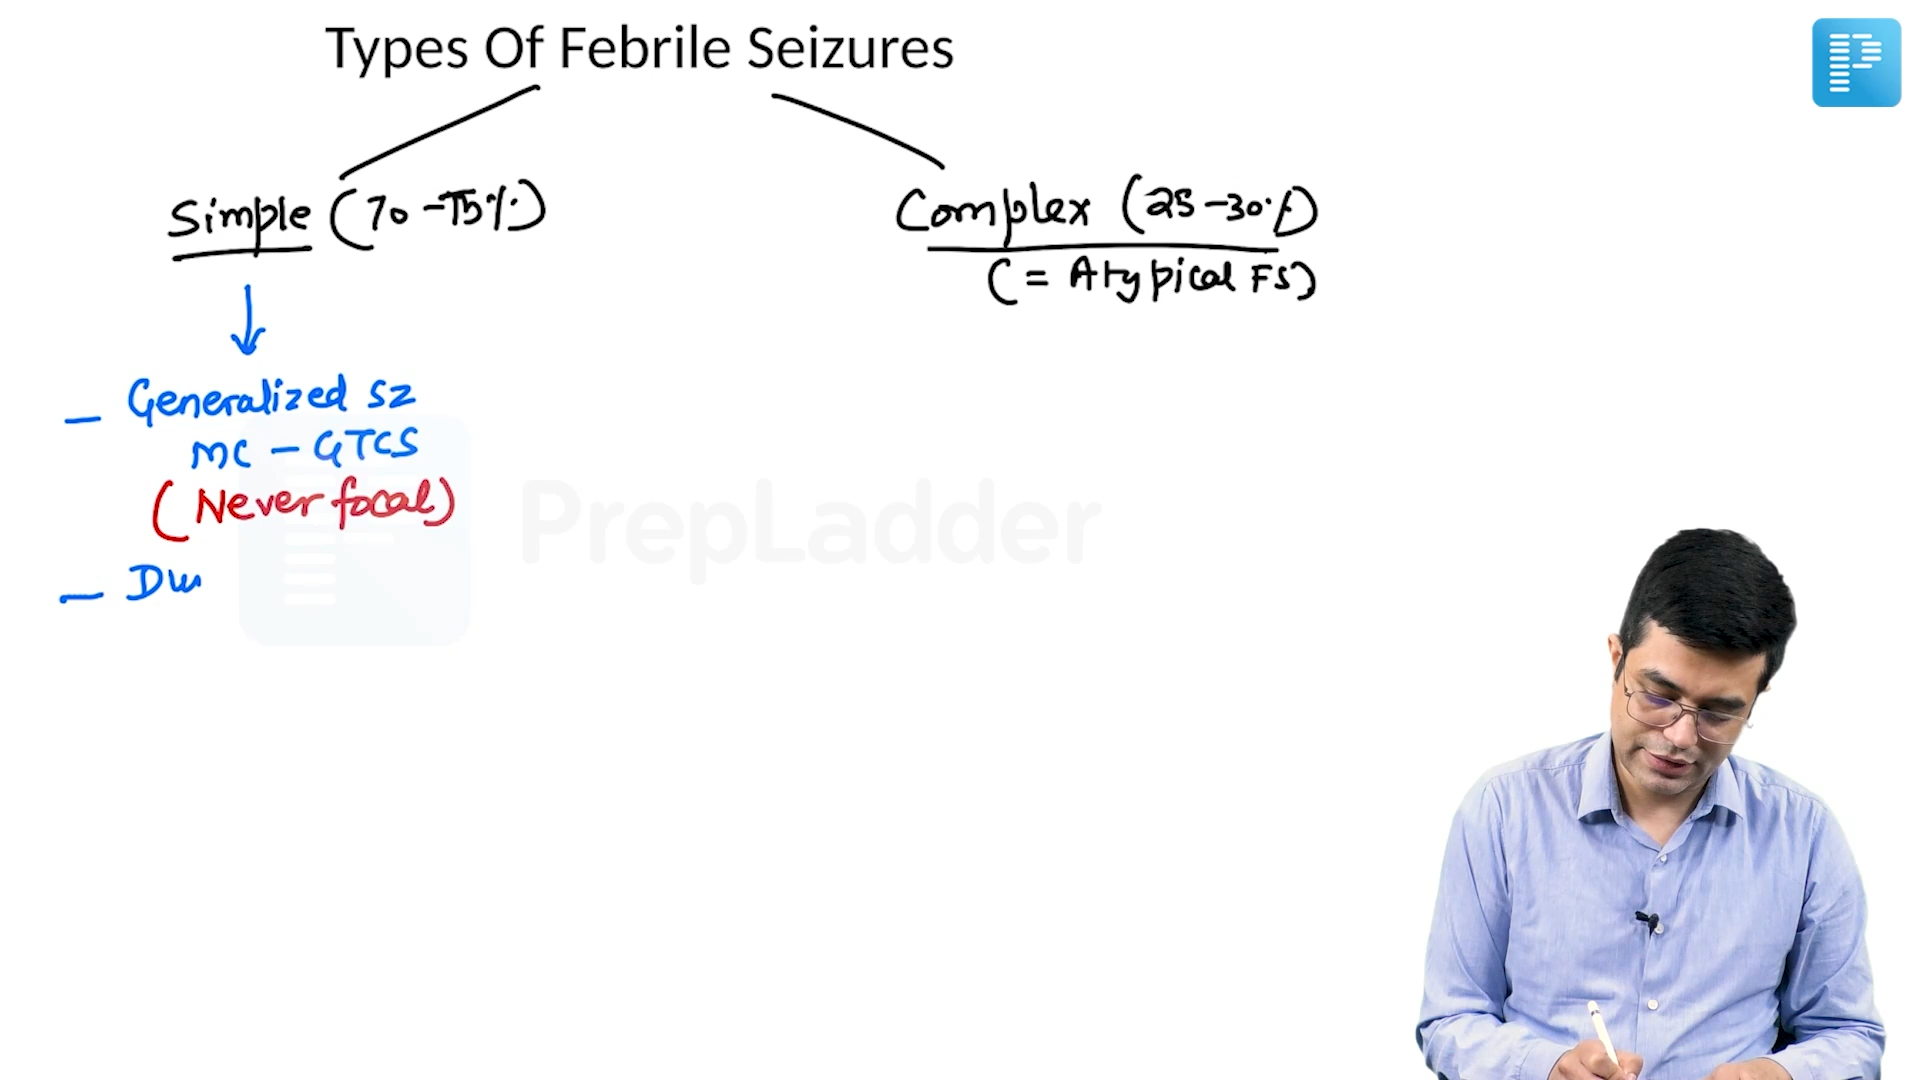 Types Of Febrile Seizures
Simple (70-75%)
Complex (25-30%)
(= Atypical FS)
- Generalized Sz
MC - GTCS
(Never focal)
PrepLadder
- Du